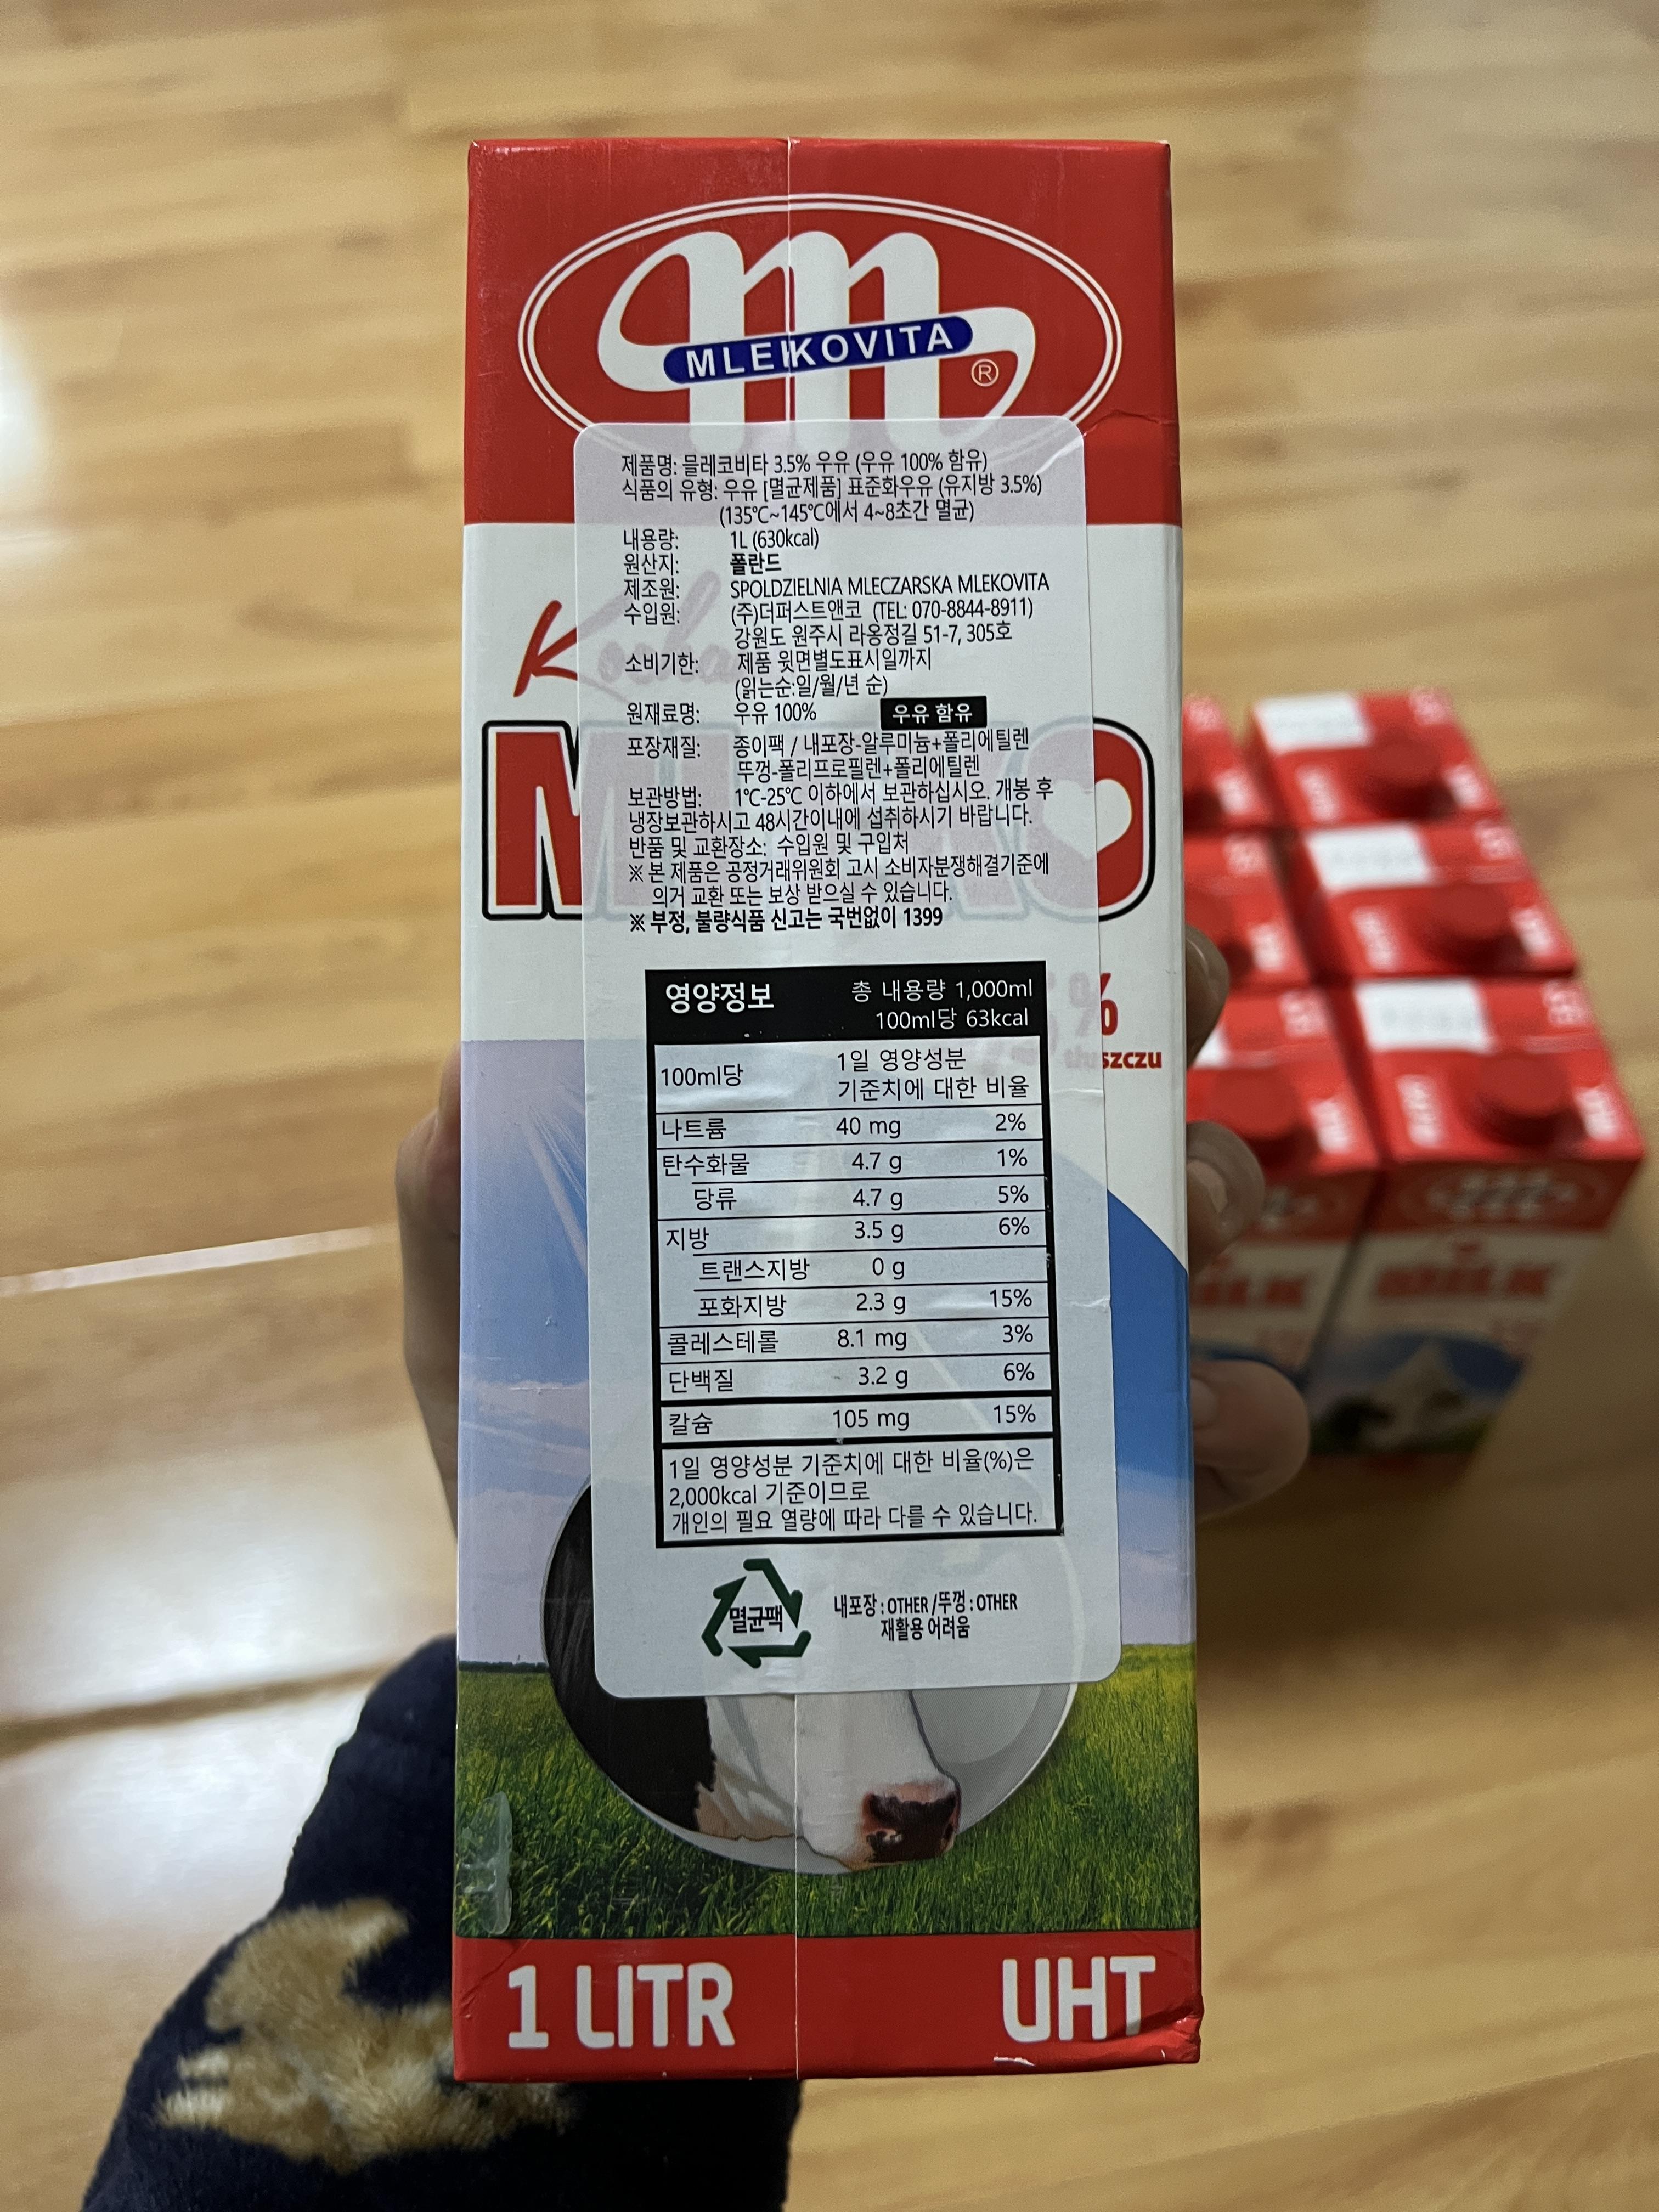 m
MLEKOVITA
®
제품명: 믈레코비타 3.5% 우유 (우유 100% 함유)
식품의 유형: 우유 [멸균제품] 표준화우유 (유지방 3.5%)
(135℃~145℃에서 4~8초간 멸균)
내용량: 1L (630kcal)
원산지: 폴란드
제조원: SPOLDZIELNIA MLECZARSKA MLEKOVITA
수입원: (주)더퍼스트앤코 (TEL: 070-8844-8911)
강원도 원주시 라옹정길 51-7, 305호
소비기한: 제품 윗면별도표시일까지
(읽는순:일/월/년 순)
원재료명: 우유 100% 우유 함유
포장재질: 종이팩 / 내포장-알루미늄+폴리에틸렌
뚜껑-폴리프로필렌+폴리에틸렌
보관방법: 1℃-25℃ 이하에서 보관하십시오. 개봉 후
냉장보관하시고 48시간이내에 섭취하시기 바랍니다.
반품 및 교환장소: 수입원 및 구입처
※ 본 제품은 공정거래위원회 고시 소비자분쟁해결기준에
의거 교환 또는 보상 받으실 수 있습니다.
※ 부정, 불량식품 신고는 국번없이 1399
영양정보 총 내용량 1,000ml
100ml당 63kcal
100ml당 1일 영양성분
기준치에 대한 비율
나트륨 40 mg 2%
탄수화물 4.7 g 1%
당류 4.7 g 5%
지방 3.5 g 6%
트랜스지방 0 g
포화지방 2.3 g 15%
콜레스테롤 8.1 mg 3%
단백질 3.2 g 6%
칼슘 105 mg 15%
1일 영양성분 기준치에 대한 비율(%)은
2,000kcal 기준이므로
개인의 필요 열량에 따라 다를 수 있습니다.
멸균팩
내포장 : OTHER /뚜껑 : OTHER
재활용 어려움
1 LITR UHT